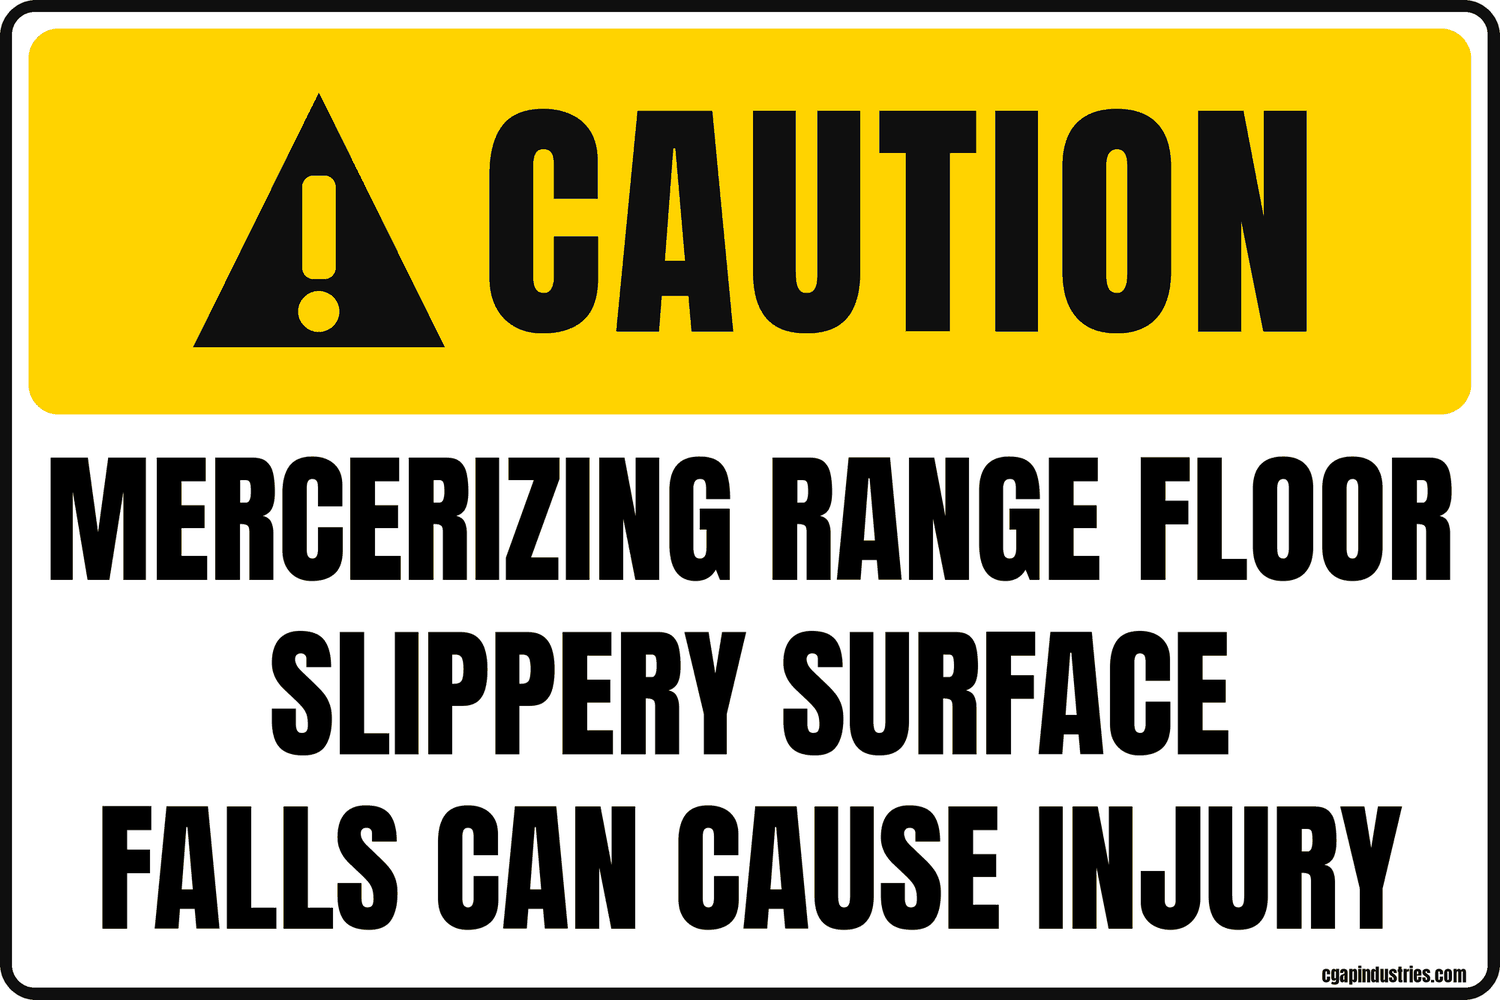 CAUTION
MERCERIZING RANGE FLOOR
SLIPPERY SURFACE
FALLS CAN CAUSE INJURY
cgapindustries.com